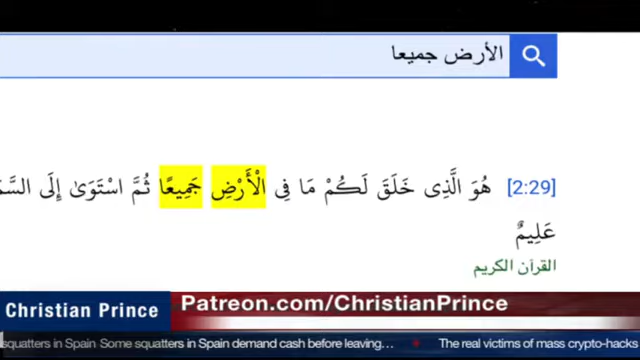 الأرض جميعا
[2:29] هُوَ الَّذِى خَلَقَ لَكُمْ مَا فِى الْأَرْضِ جَمِيعًا ثُمَّ اسْتَوَىٰ إِلَى
عَلِيمٌ
القرآن الكريم
Christian Prince
Patreon.com/ChristianPrince
squatters in Spain Some squatters in Spain demand cash before leaving... The real victims of mass crypto-hacks